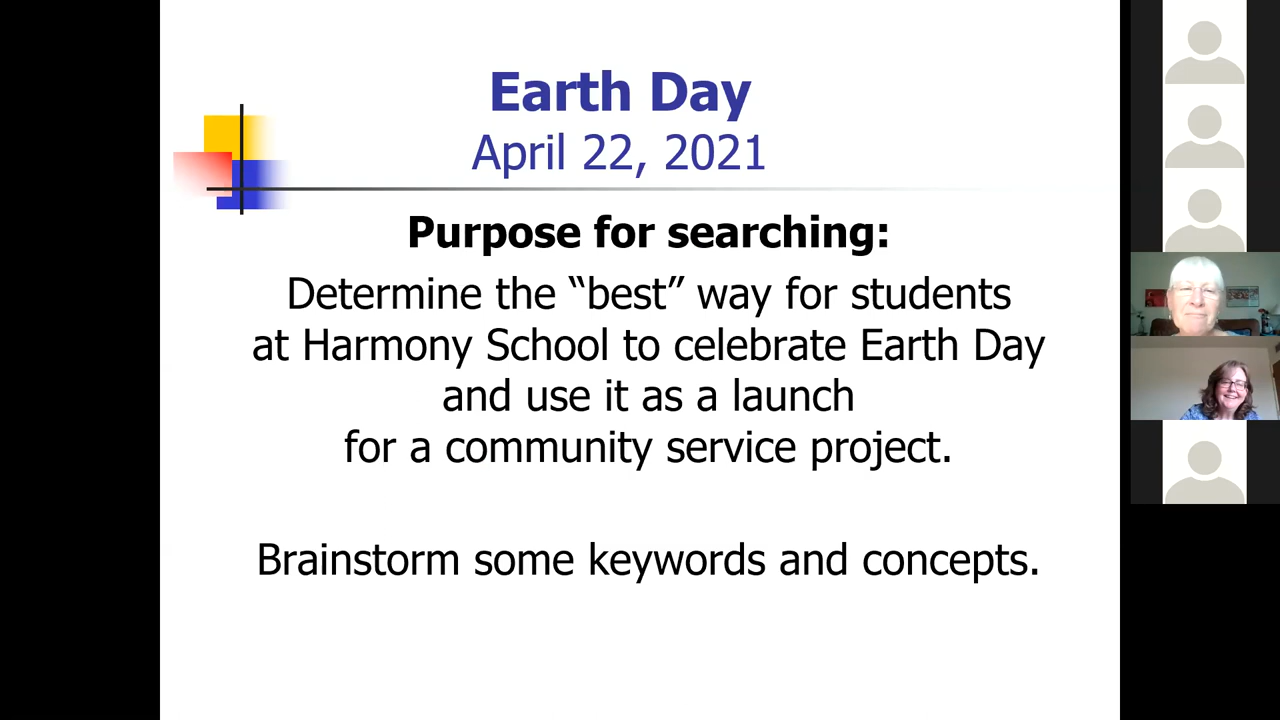 Earth Day
April 22, 2021
Purpose for searching:
Determine the “best” way for students
at Harmony School to celebrate Earth Day
and use it as a launch
for a community service project.
Brainstorm some keywords and concepts.